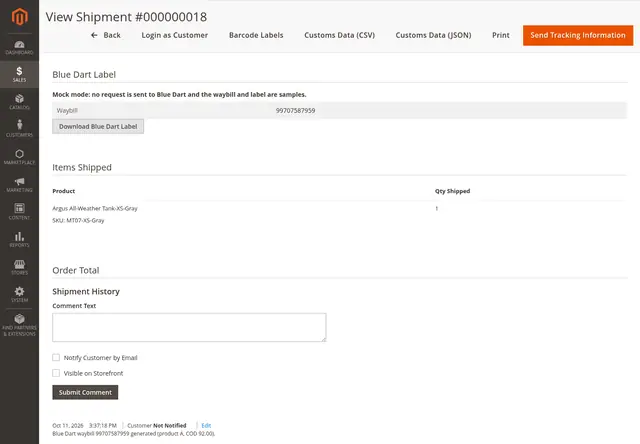 View Shipment #000000018
Back
Login as Customer
Barcode Labels
Customs Data (CSV)
Customs Data (JSON)
Print
Send Tracking Information
DASHBOARD
SALES
CATALOG
CUSTOMERS
MARKETPLACE
MARKETING
CONTENT
REPORTS
STORES
SYSTEM
FIND PARTNERS
& EXTENSIONS
Blue Dart Label
Mock mode: no request is sent to Blue Dart and the waybill and label are samples.
Waybill 99707587959
Download Blue Dart Label
Items Shipped
Product Qty Shipped
Argus All-Weather Tank-XS-Gray 1
SKU: MT07-XS-Gray
Order Total
Shipment History
Comment Text
Notify Customer by Email
Visible on Storefront
Submit Comment
Oct 11, 2026 3:37:18 PM Customer Not Notified Edit
Blue Dart waybill 99707587959 generated (product A, COD 92.00).